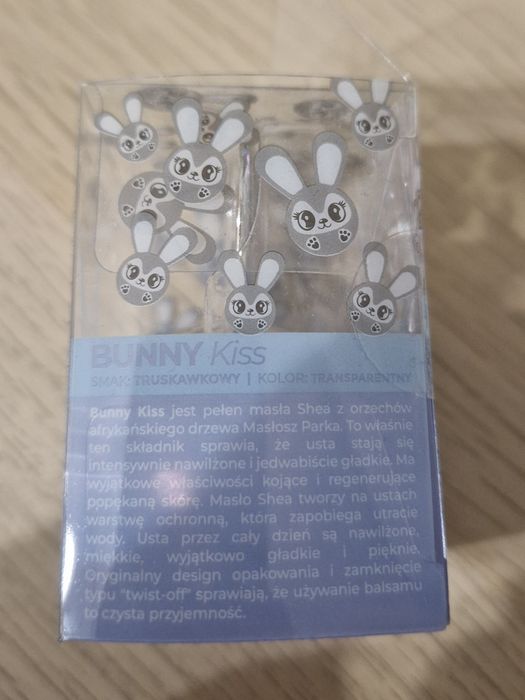 BUNNY Kiss
SMAK: TRUSKAWKOWY | KOLOR: TRANSPARENTNY
Bunny Kiss jest pełen masła Shea z orzechów
afrykańskiego drzewa Masłosz Parka. To właśnie
ten składnik sprawia, że usta stają się
intensywnie nawilżone i jedwabiście gładkie. Ma
wyjątkowe właściwości kojące i regenerujące
popękaną skórę. Masło Shea tworzy na ustach
warstwę ochronną, która zapobiega utracie
wody. Usta przez cały dzień są nawilżone,
miękkie, wyjątkowo gładkie i pięknie.
Oryginalny design opakowania i zamknięcie
typu "twist-off" sprawiają, że używanie balsamu
to czysta przyjemność.